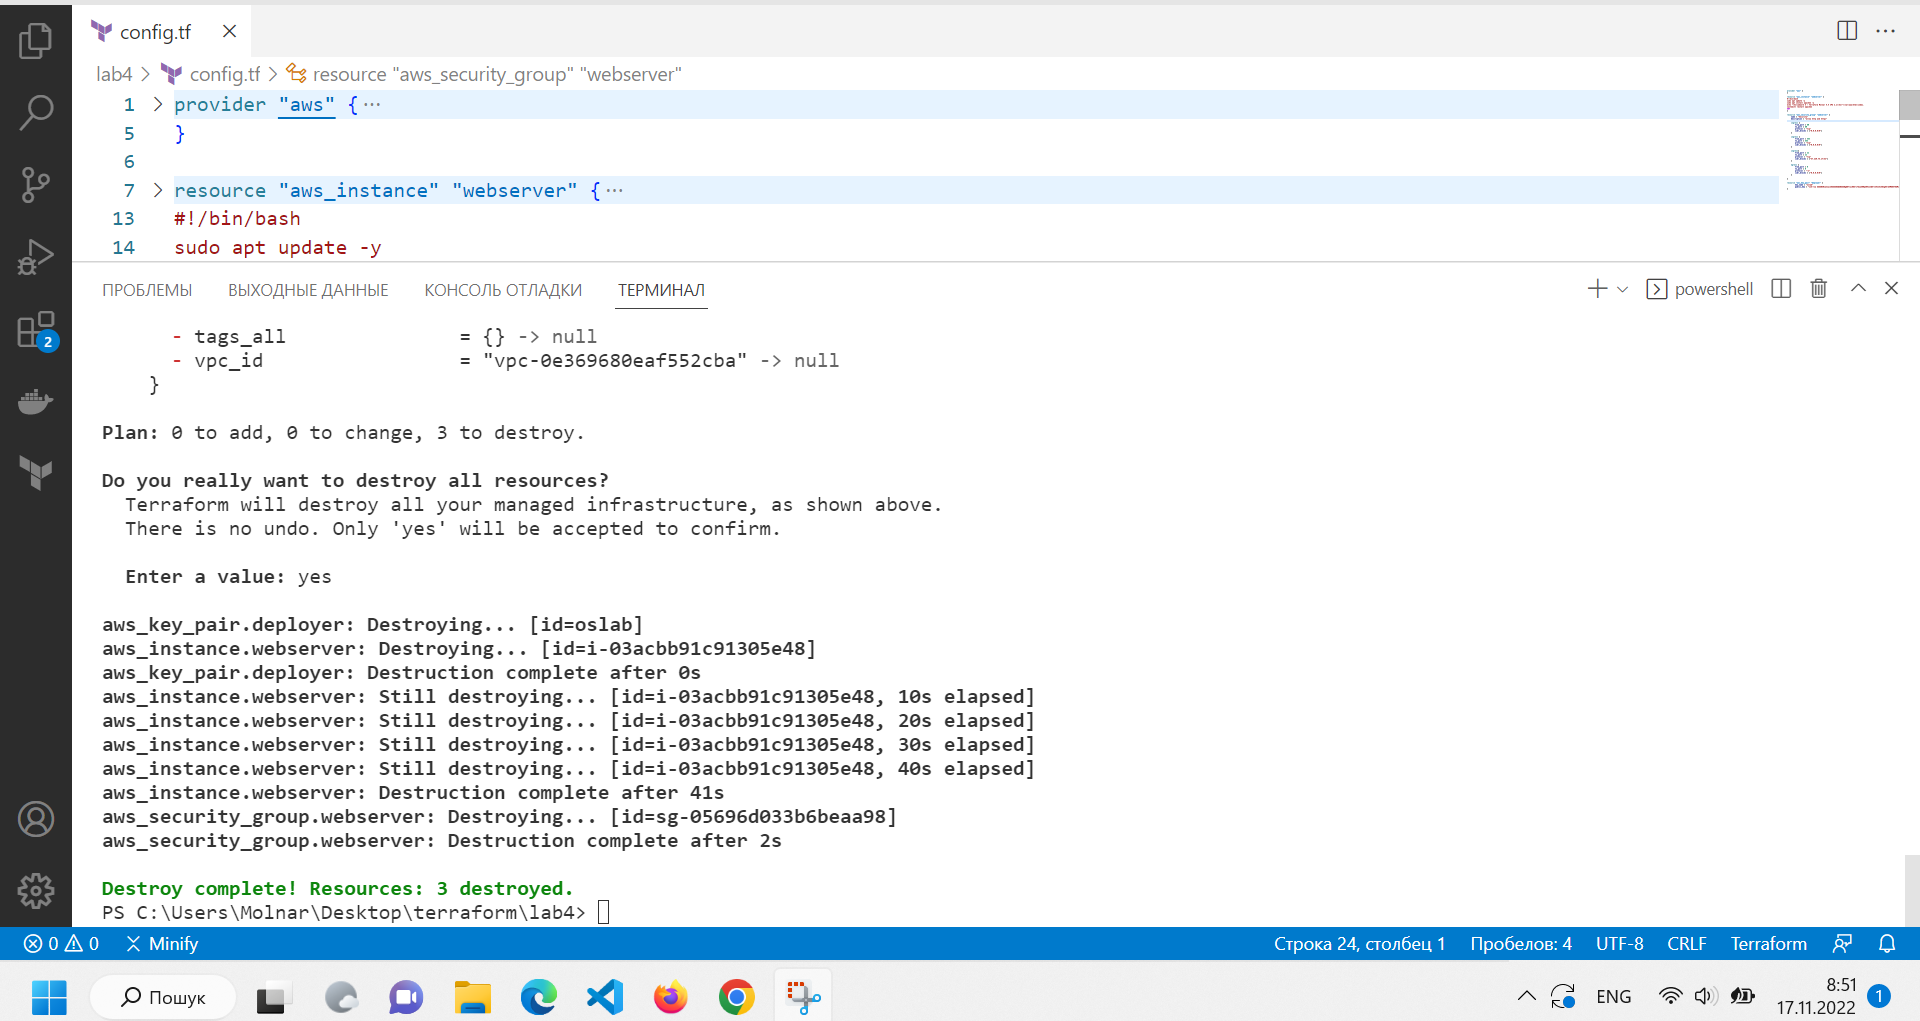 config.tf
lab4 > config.tf > resource "aws_security_group" "webserver"
1 provider "aws" {···
5 }
6
7 resource "aws_instance" "webserver" {···
13 #!/bin/bash
14 sudo apt update -y
ПРОБЛЕМЫ ВЫХОДНЫЕ ДАННЫЕ КОНСОЛЬ ОТЛАДКИ ТЕРМИНАЛ powershell
- tags_all = {} -> null
- vpc_id = "vpc-0e369680eaf552cba" -> null
}
Plan: 0 to add, 0 to change, 3 to destroy.
Do you really want to destroy all resources?
Terraform will destroy all your managed infrastructure, as shown above.
There is no undo. Only 'yes' will be accepted to confirm.
Enter a value: yes
aws_key_pair.deployer: Destroying... [id=oslab]
aws_instance.webserver: Destroying... [id=i-03acbb91c91305e48]
aws_key_pair.deployer: Destruction complete after 0s
aws_instance.webserver: Still destroying... [id=i-03acbb91c91305e48, 10s elapsed]
aws_instance.webserver: Still destroying... [id=i-03acbb91c91305e48, 20s elapsed]
aws_instance.webserver: Still destroying... [id=i-03acbb91c91305e48, 30s elapsed]
aws_instance.webserver: Still destroying... [id=i-03acbb91c91305e48, 40s elapsed]
aws_instance.webserver: Destruction complete after 41s
aws_security_group.webserver: Destroying... [id=sg-05696d033b6beaa98]
aws_security_group.webserver: Destruction complete after 2s
Destroy complete! Resources: 3 destroyed.
PS C:\Users\Molnar\Desktop\terraform\lab4>
2
0 0 Minify Строка 24, столбец 1 Пробелов: 4 UTF-8 CRLF Terraform
Пошук ENG 8:51
17.11.2022 1